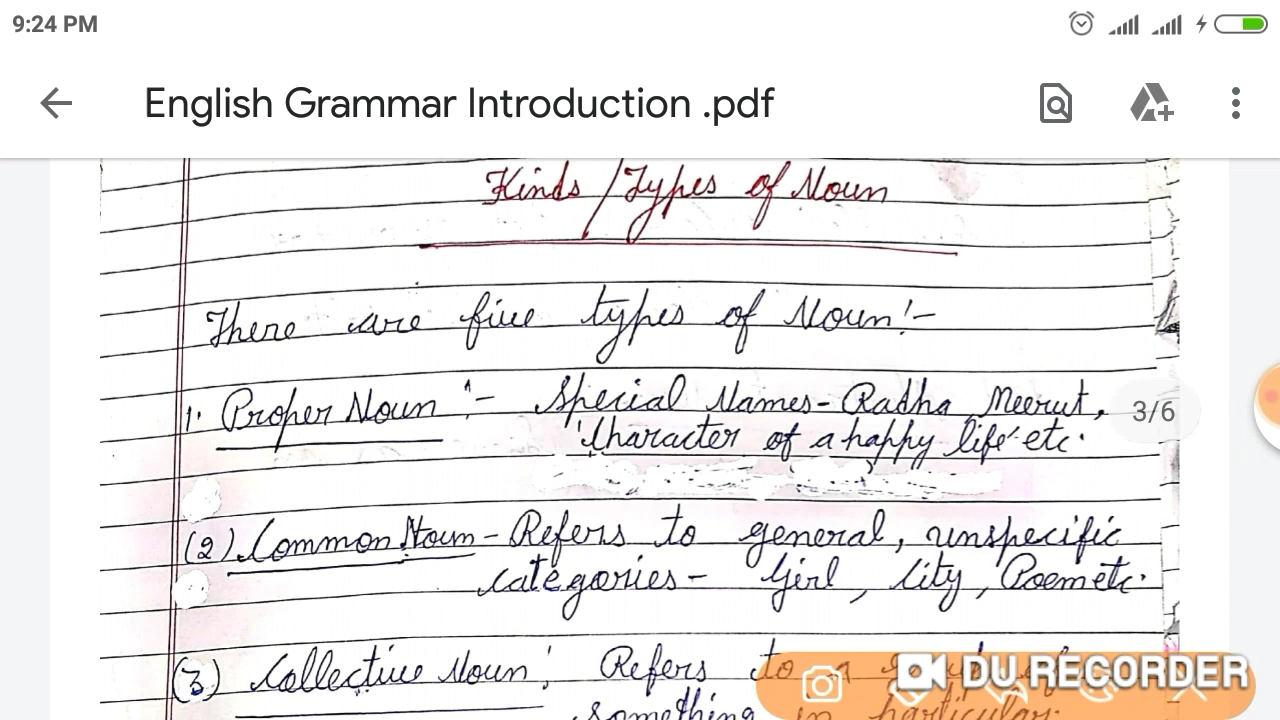 9:24 PM
English Grammar Introduction .pdf
Kinds/Types of Noun
There are five types of Noun:-
1. Proper Noun :- Special Names- Radha Meerut,
'Character of a happy life' etc.
3/6
(2) Common Noun - Refers to general, unspecific
categories - Girl, City, Poem etc.
(3) Collective Noun: Refers to a of
something in particular.
DU RECORDER